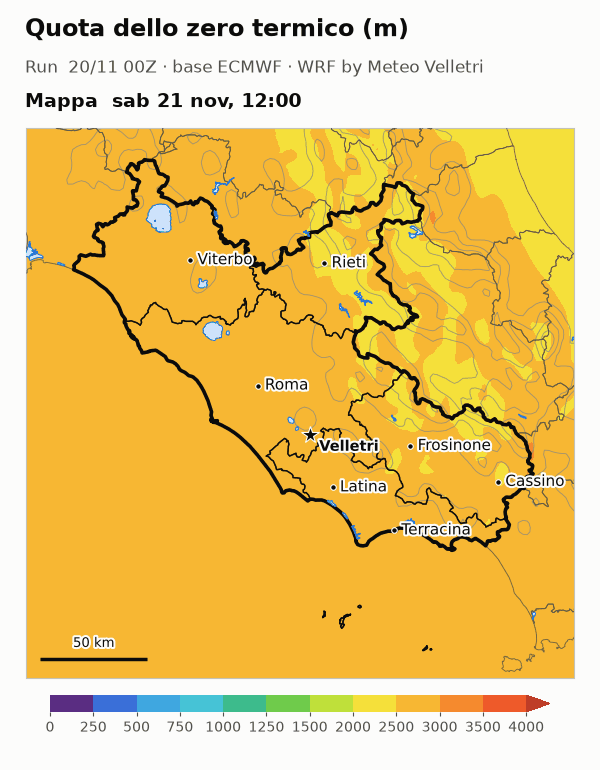 Quota dello zero termico (m)
Run  20/11 00Z · base ECMWF · WRF by Meteo Velletri
Mappa  sab 21 nov, 12:00
Viterbo
Rieti
Roma
Velletri
Frosinone
Cassino
Latina
Terracina
50 km
0 250 500 750 1000 1250 1500 2000 2500 3000 3500 4000